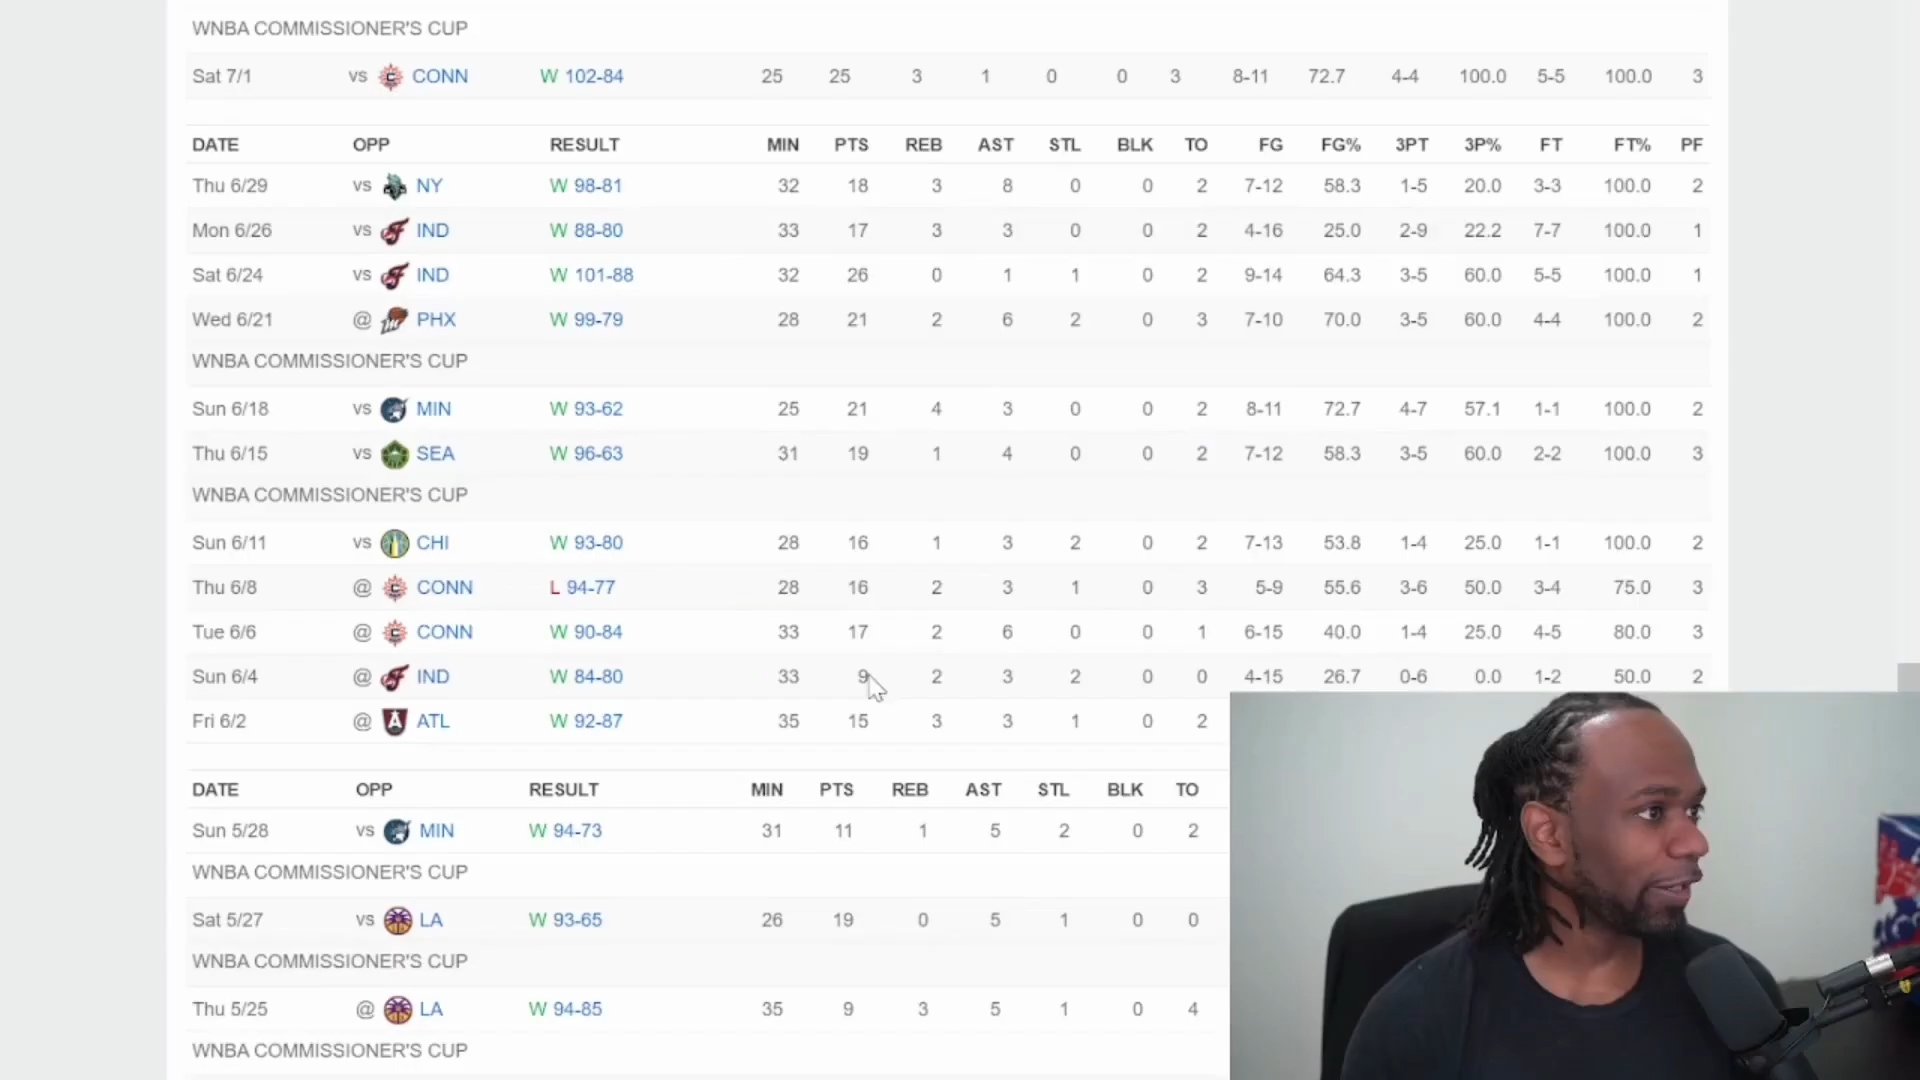 WNBA COMMISSIONER'S CUP
Sat 7/1 vs CONN W 102-84 25 25 3 1 0 0 3 8-11 72.7 4-4 100.0 5-5 100.0 3
DATE OPP RESULT MIN PTS REB AST STL BLK TO FG FG% 3PT 3P% FT FT% PF
Thu 6/29 vs NY W 98-81 32 18 3 8 0 0 2 7-12 58.3 1-5 20.0 3-3 100.0 2
Mon 6/26 vs IND W 88-80 33 17 3 3 0 0 2 4-16 25.0 2-9 22.2 7-7 100.0 1
Sat 6/24 vs IND W 101-88 32 26 0 1 1 0 2 9-14 64.3 3-5 60.0 5-5 100.0 1
Wed 6/21 @ PHX W 99-79 28 21 2 6 2 0 3 7-10 70.0 3-5 60.0 4-4 100.0 2
WNBA COMMISSIONER'S CUP
Sun 6/18 vs MIN W 93-62 25 21 4 3 0 0 2 8-11 72.7 4-7 57.1 1-1 100.0 2
Thu 6/15 vs SEA W 96-63 31 19 1 4 0 0 2 7-12 58.3 3-5 60.0 2-2 100.0 3
WNBA COMMISSIONER'S CUP
Sun 6/11 vs CHI W 93-80 28 16 1 3 2 0 2 7-13 53.8 1-4 25.0 1-1 100.0 2
Thu 6/8 @ CONN L 94-77 28 16 2 3 1 0 3 5-9 55.6 3-6 50.0 3-4 75.0 3
Tue 6/6 @ CONN W 90-84 33 17 2 6 0 0 1 6-15 40.0 1-4 25.0 4-5 80.0 3
Sun 6/4 @ IND W 84-80 33 9 2 3 2 0 0 4-15 26.7 0-6 0.0 1-2 50.0 2
Fri 6/2 @ ATL W 92-87 35 15 3 3 1 0 2
DATE OPP RESULT MIN PTS REB AST STL BLK TO
Sun 5/28 vs MIN W 94-73 31 11 1 5 2 0 2
WNBA COMMISSIONER'S CUP
Sat 5/27 vs LA W 93-65 26 19 0 5 1 0 0
WNBA COMMISSIONER'S CUP
Thu 5/25 @ LA W 94-85 35 9 3 5 1 0 4
WNBA COMMISSIONER'S CUP